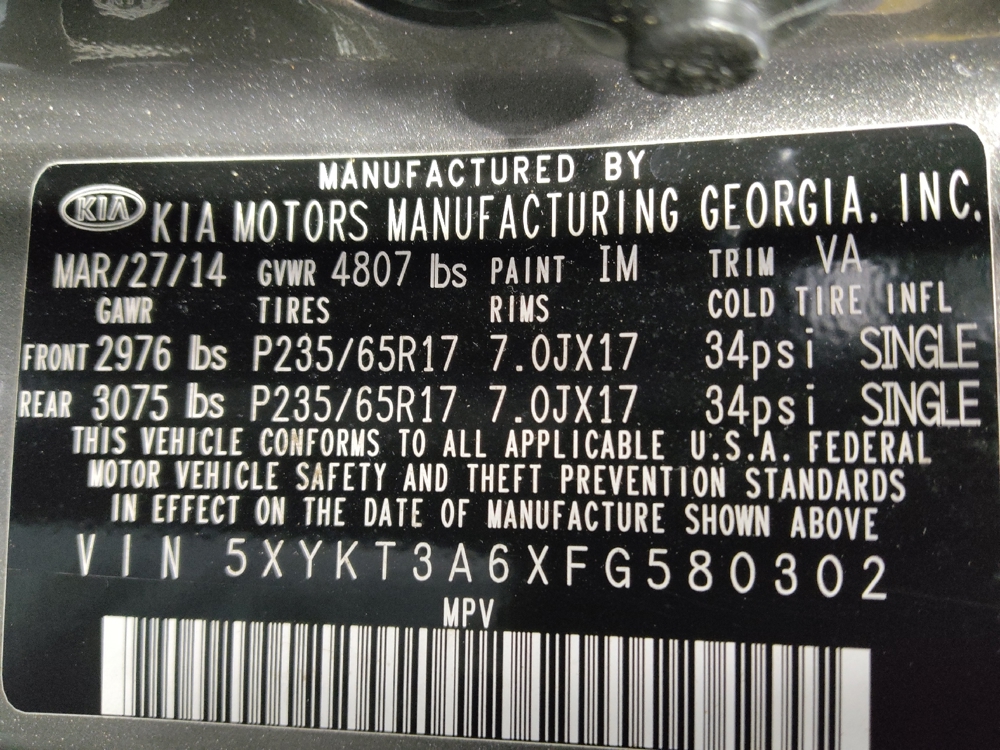 MANUFACTURED BY
KIA KIA MOTORS MANUFACTURING GEORGIA, INC.
MAR/27/14 GVWR 4807 lbs PAINT IM TRIM VA
GAWR TIRES RIMS COLD TIRE INFL
FRONT 2976 lbs P235/65R17 7.0JX17 34psi SINGLE
REAR 3075 lbs P235/65R17 7.0JX17 34psi SINGLE
THIS VEHICLE CONFORMS TO ALL APPLICABLE U.S.A. FEDERAL
MOTOR VEHICLE SAFETY AND THEFT PREVENTION STANDARDS
IN EFFECT ON THE DATE OF MANUFACTURE SHOWN ABOVE
VIN 5XYKT3A6XFG580302
MPV